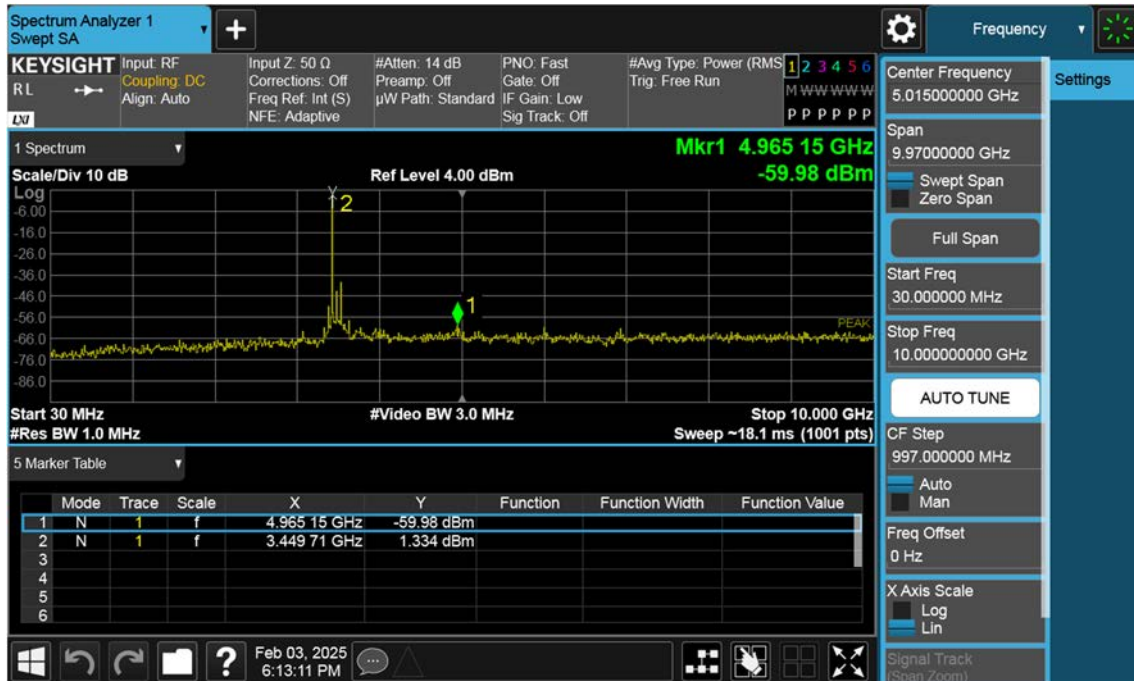 Spectrum Analyzer 1
Swept SA
+
Frequency
KEYSIGHT
RL
LXI
Input: RF
Coupling: DC
Align: Auto
Input Z: 50 Ω
Corrections: Off
Freq Ref: Int (S)
NFE: Adaptive
#Atten: 14 dB
Preamp: Off
µW Path: Standard
PNO: Fast
Gate: Off
IF Gain: Low
Sig Track: Off
#Avg Type: Power (RMS
Trig: Free Run
1 2 3 4 5 6
M W W W W W
P P P P P P
Center Frequency
5.015000000 GHz
Settings
1 Spectrum
Mkr1 4.965 15 GHz
-59.98 dBm
Scale/Div 10 dB
Ref Level 4.00 dBm
Log
-6.00
-16.0
-26.0
-36.0
-46.0
-56.0
-66.0
-76.0
-86.0
2
1
PEAK
Start 30 MHz
#Video BW 3.0 MHz
Stop 10.000 GHz
#Res BW 1.0 MHz
Sweep ~18.1 ms (1001 pts)
Span
9.97000000 GHz
Swept Span
Zero Span
Full Span
Start Freq
30.000000 MHz
Stop Freq
10.000000000 GHz
AUTO TUNE
CF Step
997.000000 MHz
Auto
Man
Freq Offset
0 Hz
X Axis Scale
Log
Lin
Signal Track
(Span Zoom)
5 Marker Table
Mode Trace Scale X Y Function Function Width Function Value
1 N 1 f 4.965 15 GHz -59.98 dBm
2 N 1 f 3.449 71 GHz 1.334 dBm
3
4
5
6
?
Feb 03, 2025
6:13:11 PM